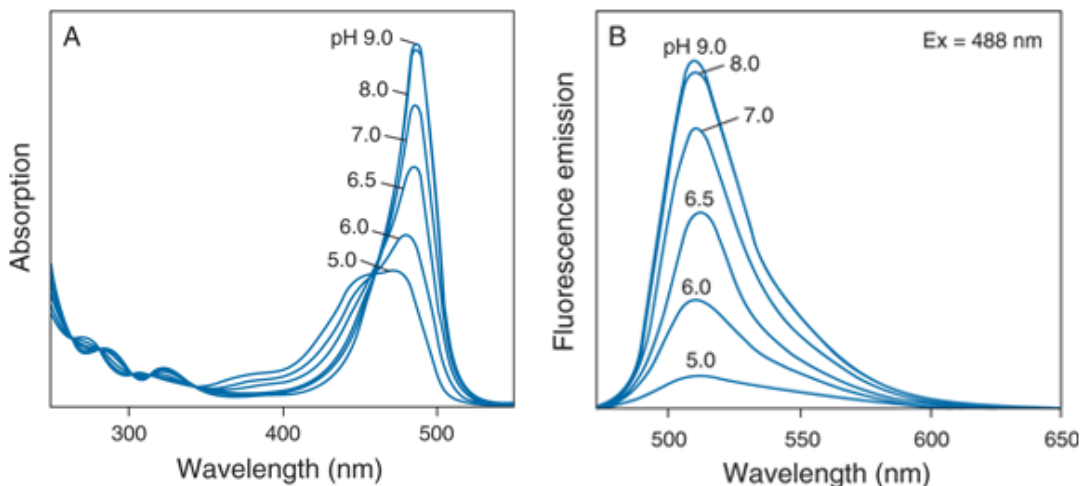 A
pH 9.0
8.0
7.0
6.5
6.0
5.0
Absorption
300
400
500
Wavelength (nm)
B
Ex = 488 nm
pH 9.0
8.0
7.0
6.5
6.0
5.0
Fluorescence emission
500
550
600
650
Wavelength (nm)